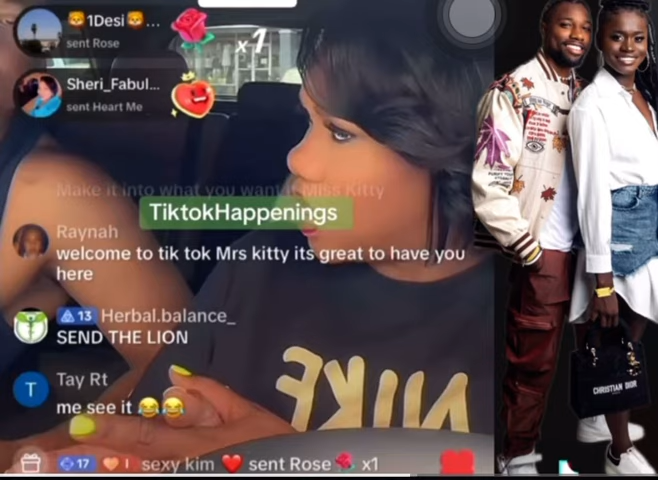 🦁1Desi🦁...
sent Rose
x1
Sheri_Fabul...
sent Heart Me
Make it into what you want at Miss Kitty
TiktokHappenings
Raynah
welcome to tik tok Mrs kitty its great to have you
here
13 Herbal.balance_
SEND THE LION
Tay Rt
T
me see it 😂😂
NIKE
17 1 sexy kim ❤️ sent Rose 🌹 x1
CHRISTIAN DIOR